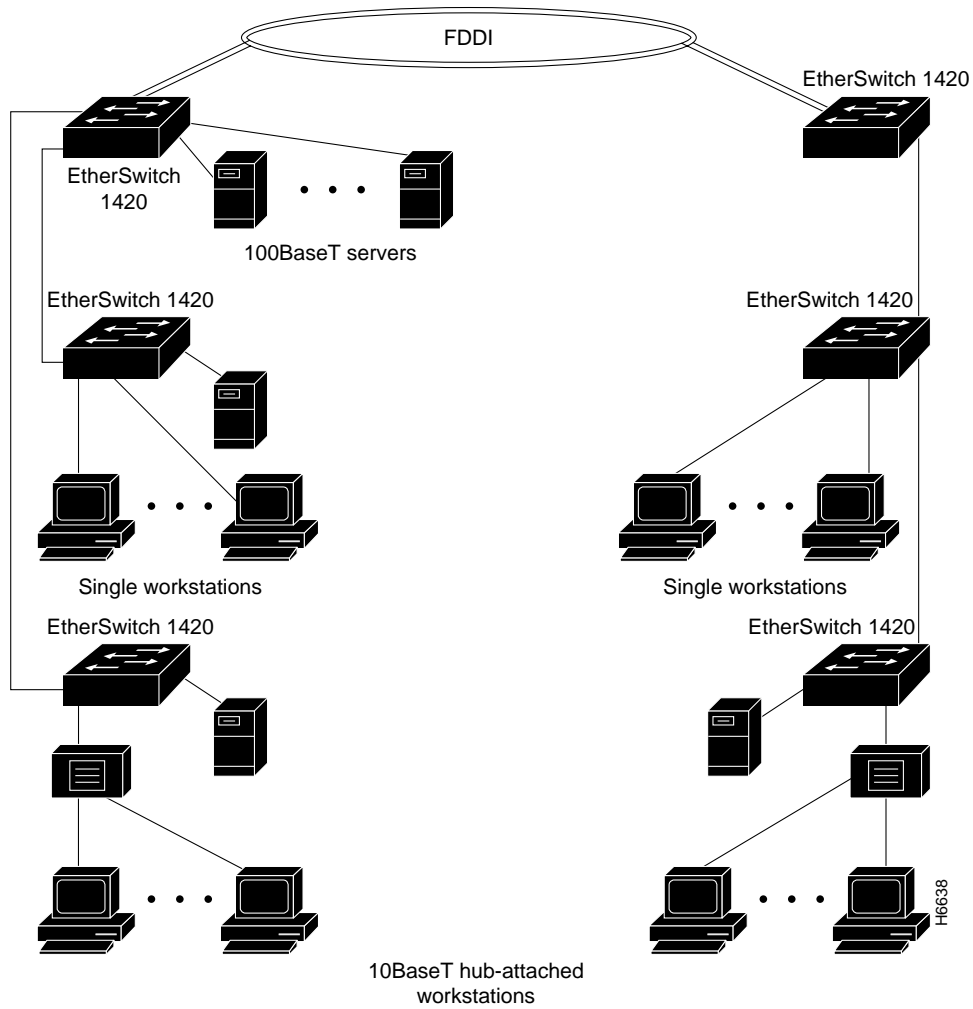 FDDI
EtherSwitch 1420
EtherSwitch
1420
100BaseT servers
EtherSwitch 1420
EtherSwitch 1420
Single workstations
Single workstations
EtherSwitch 1420
EtherSwitch 1420
H6638
10BaseT hub-attached
workstations